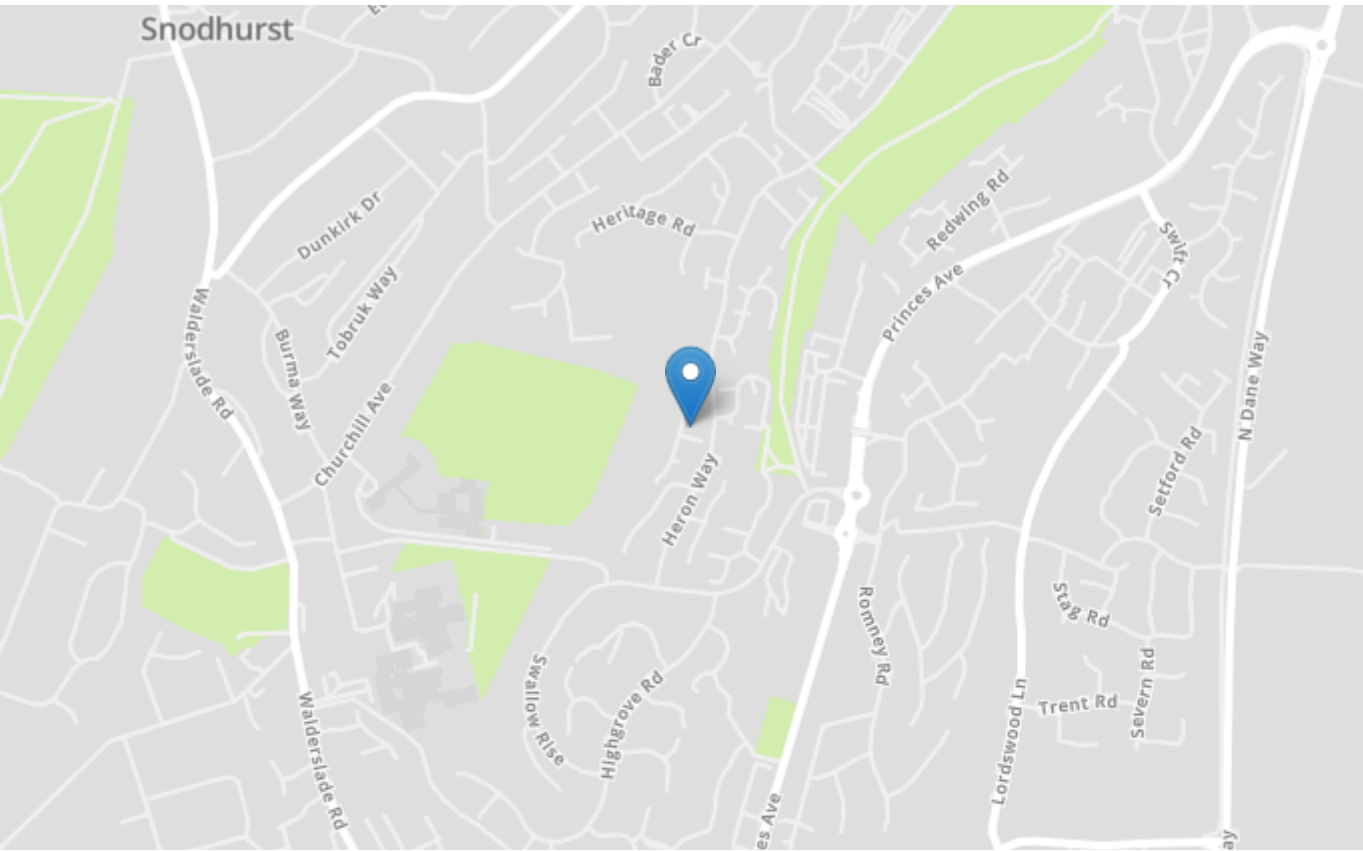 Snodhurst
Bader Cr
Dunkirk Dr
Heritage Rd
Redwing Rd
Swift Cr
Tobruk Way
Princes Ave
Walderslade Rd
Burma Way
N Dane Way
Churchill Ave
Setford Rd
Heron Way
Stag Rd
Romney Rd
Swallow Rise
Highgrove Rd
Severn Rd
Trent Rd
Lordswood Ln
Walderslade Rd
es Ave
ay